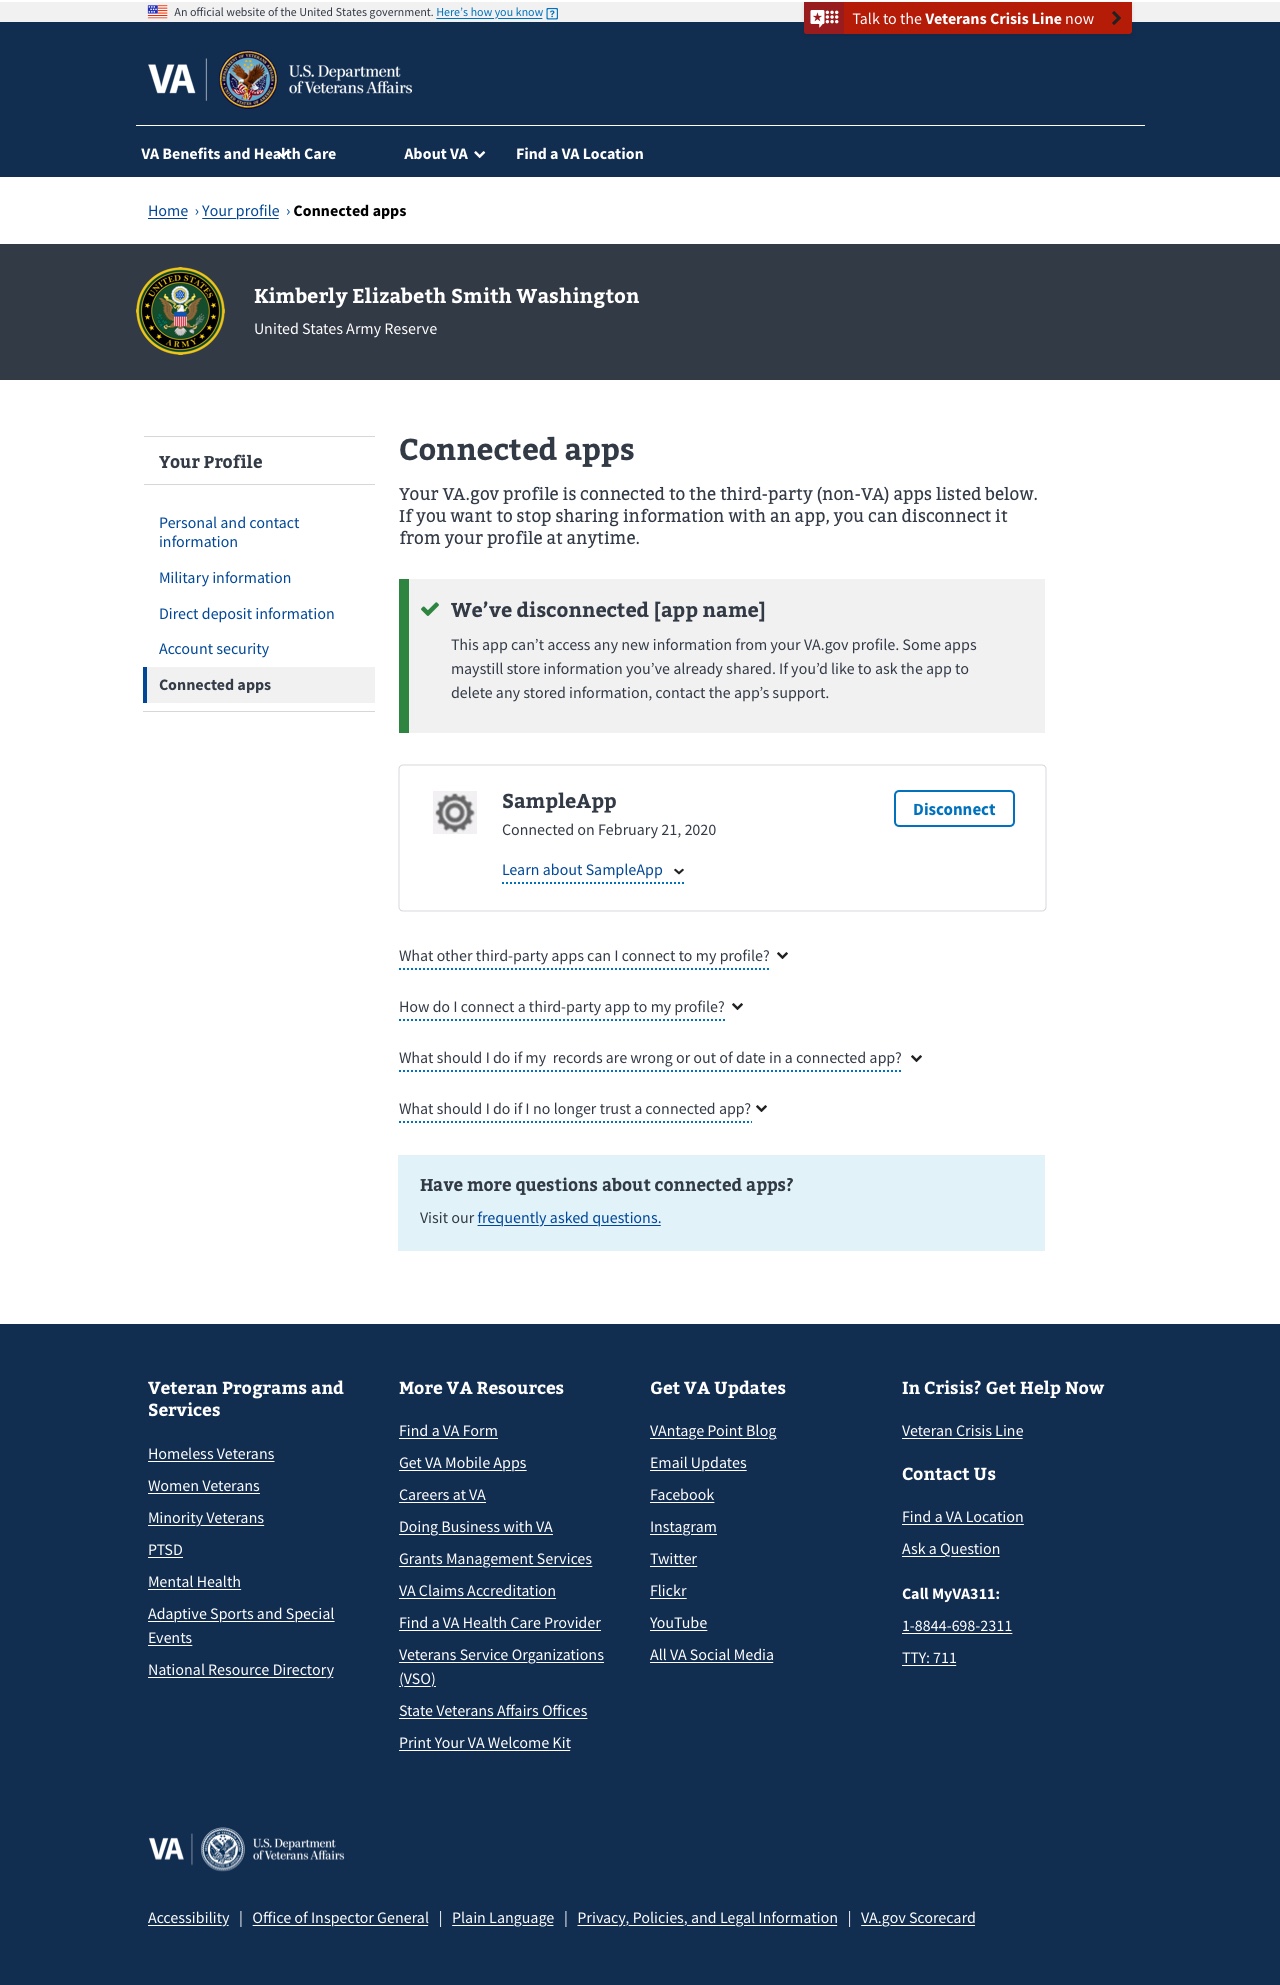 An official website of the United States government. Here's how you know
Talk to the Veterans Crisis Line now
VA
U.S. Department
of Veterans Affairs
VA Benefits and Health Care
About VA
Find a VA Location
Home › Your profile › Connected apps
UNITED STATES
ARMY
Kimberly Elizabeth Smith Washington
United States Army Reserve
Your Profile
Personal and contact
information
Military information
Direct deposit information
Account security
Connected apps
Connected apps
Your VA.gov profile is connected to the third-party (non-VA) apps listed below.
If you want to stop sharing information with an app, you can disconnect it
from your profile at anytime.
We’ve disconnected [app name]
This app can’t access any new information from your VA.gov profile. Some apps
maystill store information you’ve already shared. If you’d like to ask the app to
delete any stored information, contact the app’s support.
SampleApp
Connected on February 21, 2020
Learn about SampleApp
Disconnect
What other third-party apps can I connect to my profile?
How do I connect a third-party app to my profile?
What should I do if my  records are wrong or out of date in a connected app?
What should I do if I no longer trust a connected app?
Have more questions about connected apps?
Visit our frequently asked questions.
Veteran Programs and
Services
Homeless Veterans
Women Veterans
Minority Veterans
PTSD
Mental Health
Adaptive Sports and Special
Events
National Resource Directory
More VA Resources
Find a VA Form
Get VA Mobile Apps
Careers at VA
Doing Business with VA
Grants Management Services
VA Claims Accreditation
Find a VA Health Care Provider
Veterans Service Organizations
(VSO)
State Veterans Affairs Offices
Print Your VA Welcome Kit
Get VA Updates
VAntage Point Blog
Email Updates
Facebook
Instagram
Twitter
Flickr
YouTube
All VA Social Media
In Crisis? Get Help Now
Veteran Crisis Line
Contact Us
Find a VA Location
Ask a Question
Call MyVA311:
1-8844-698-2311
TTY: 711
VA
U.S. Department
of Veterans Affairs
Accessibility | Office of Inspector General | Plain Language | Privacy, Policies, and Legal Information | VA.gov Scorecard